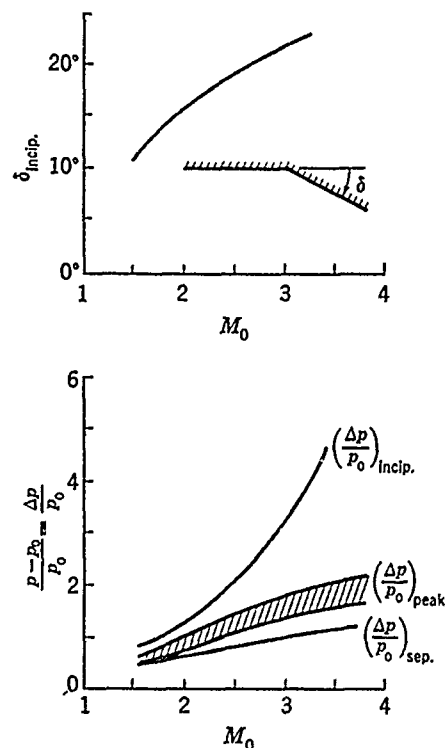 20°
10°
0°
δincip.
δ
1 2 3 4
M0
6
4
2
0
p − p0 / p0 = Δp / p0
(Δp / p0)incip.
(Δp / p0)peak
(Δp / p0)sep.
1 2 3 4
M0